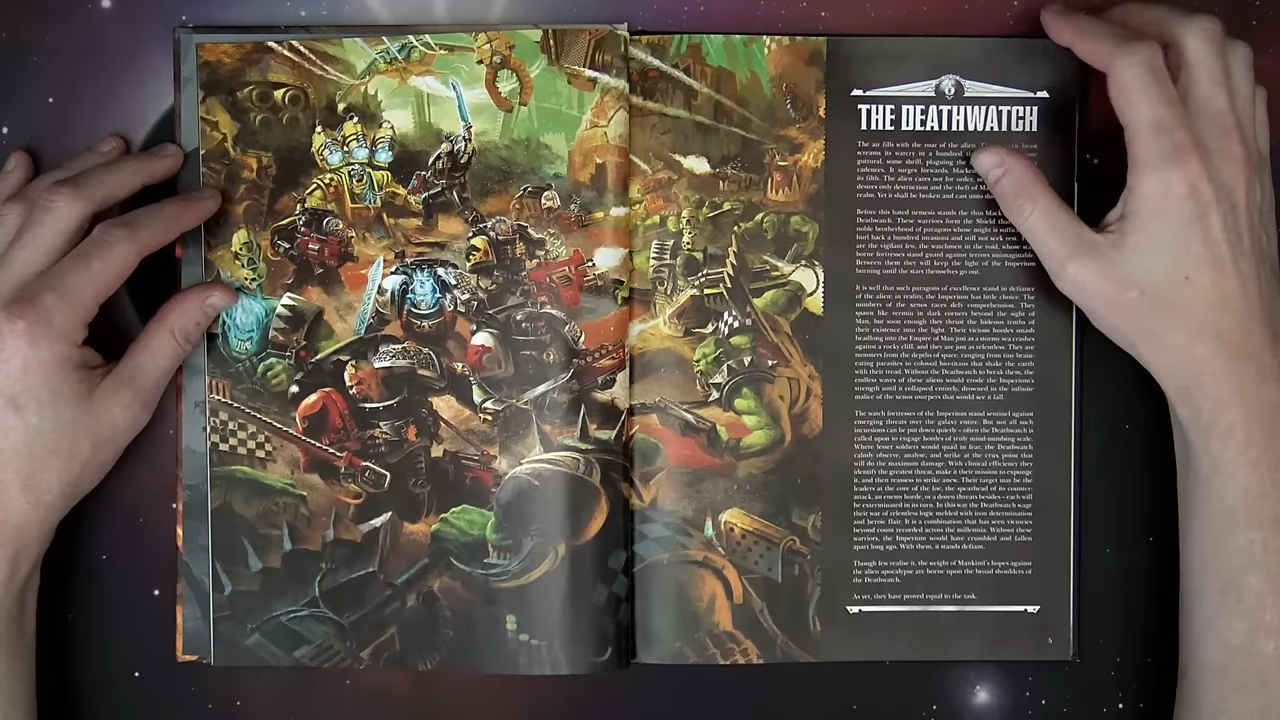 THE DEATHWATCH
The air fills with the roar of the alien.
screams its warcry in a hundred
guttural, some shrill, plaguing the
cadences. It surges forwards,
its filth. The alien cares not for order,
desires only destruction and the theft of
realm. Yet it shall be broken and cast
Before this hated nemesis stands the thin black
Deathwatch. These warriors form the Shield
noble brotherhood of paragons whose might is
hurl back a hundred invasions and still not seek rest.
are the vigilant few, the watchmen in the void, whose
borne fortresses stand guard against terrors unimaginable.
Between them they will keep the light of the Imperium
burning until the stars themselves go out.
It is well that such paragons of excellence stand in defiance
of the alien; in reality, the Imperium has little choice. The
numbers of the xenos races defy comprehension. They
spawn like vermin in dark corners beyond the sight of
Man, but soon enough they thrust the hideous truths of
their existence into the light. Their vicious hordes smash
headlong into the Empire of Man just as a storm sea crashes
against a rocky cliff, and they are just as relentless. They are
monsters from the depths of space, ranging from tiny brain-
eating parasites to colossal bio-titans that shake the earth
with their tread. Without the Deathwatch to break them, the
endless waves of these aliens would erode the Imperium's
strength until it collapsed entirely, drowned in the infinite
malice of the xenos usurpers that would see it fall.
The watch fortresses of the Imperium stand sentinel against
emerging threats over the galaxy entire. But not all such
incursions can be put down quietly – often the Deathwatch is
called upon to engage hordes of truly mind-numbing scale.
Where lesser soldiers would quail in fear, the Deathwatch
calmly observe, analyse, and strike at the crux point that
will do the maximum damage. With clinical efficiency they
identify the greatest threat, make it their mission to expunge
it, and then reassess to strike anew. Their target may be the
leaders at the core of the foe, the spearhead of its counter-
attack, an enemy horde, or a dozen threats besides – each will
be exterminated in its turn. In this way the Deathwatch wage
their war of relentless logic melded with iron determination
and heroic flair. It is a combination that has seen victories
beyond count recorded across the millennia. Without these
warriors, the Imperium would have crumbled and fallen
apart long ago. With them, it stands defiant.
Though few realise it, the weight of Mankind's hopes against
the alien apocalypse are borne upon the broad shoulders of
the Deathwatch.
As yet, they have proved equal to the task.
5